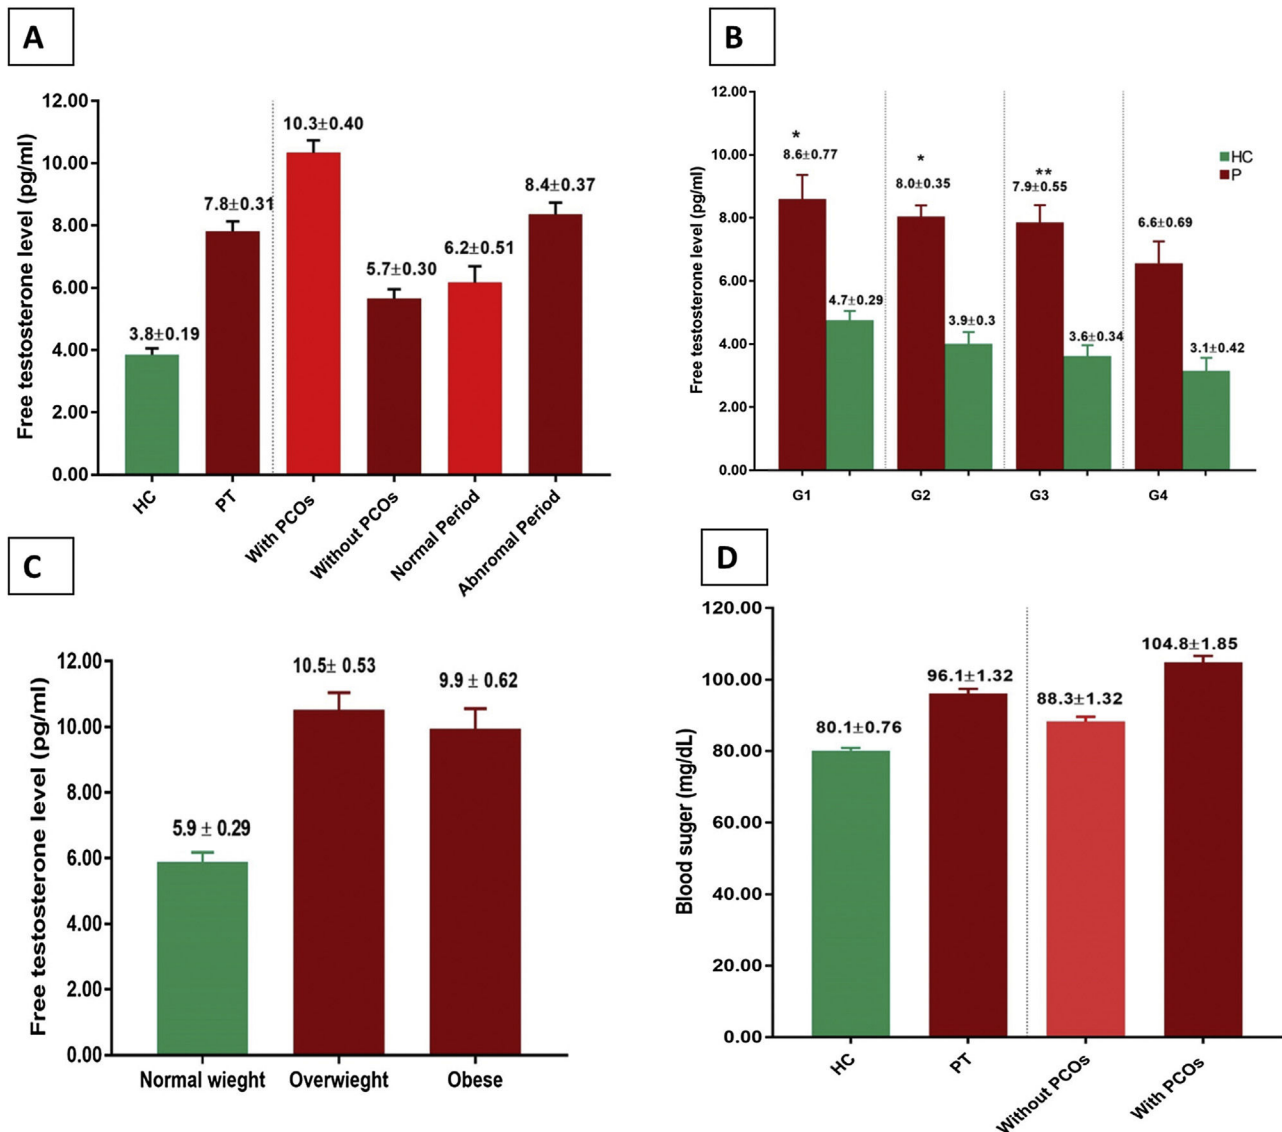 A
Free testosterone level (pg/ml)
12.00
10.00
8.00
6.00
4.00
2.00
0.00
3.8±0.19
7.8±0.31
10.3±0.40
5.7±0.30
6.2±0.51
8.4±0.37
HC
PT
With PCOs
Without PCOs
Normal Period
Abnromal Period
B
Free testosterone level (pg/ml)
12.00
10.00
8.00
6.00
4.00
2.00
0.00
*
8.6±0.77
4.7±0.29
*
8.0±0.35
3.9±0.3
**
7.9±0.55
3.6±0.34
6.6±0.69
3.1±0.42
HC
P
G1
G2
G3
G4
C
Free testosterone level (pg/ml)
12.00
10.00
8.00
6.00
4.00
2.00
0.00
5.9 ± 0.29
10.5± 0.53
9.9 ± 0.62
Normal wieght
Overwieght
Obese
D
Blood suger (mg/dL)
120.00
100.00
80.00
60.00
40.00
20.00
0.00
80.1±0.76
96.1±1.32
88.3±1.32
104.8±1.85
HC
PT
Without PCOs
With PCOs